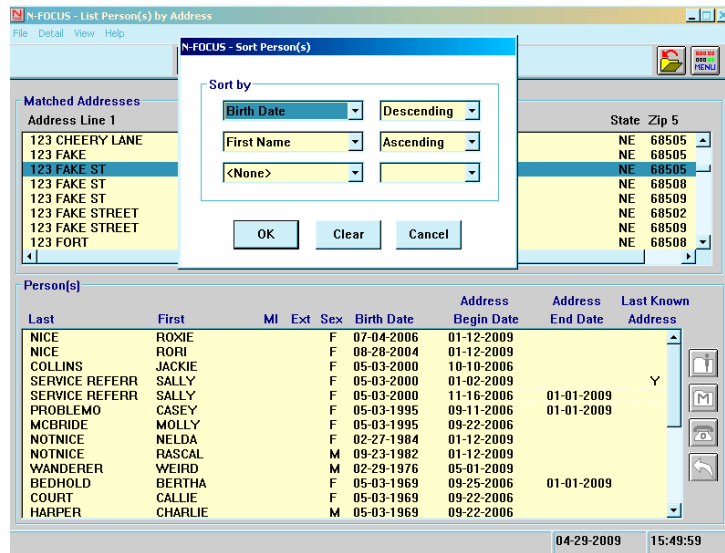 N-FOCUS - List Person(s) by Address
File Detail View Help
N-FOCUS - Sort Person(s)
Sort by
Birth Date Descending
First Name Ascending
<None>
OK Clear Cancel
MENU
Matched Addresses
Address Line 1 State Zip 5
123 CHEERY LANE NE 68505
123 FAKE NE 68505
123 FAKE ST NE 68505
123 FAKE ST NE 68508
123 FAKE ST NE 68509
123 FAKE STREET NE 68502
123 FAKE STREET NE 68509
123 FORT NE 68508
Person(s)
Address Address Last Known
Last First MI Ext Sex Birth Date Begin Date End Date Address
NICE ROXIE F 07-04-2006 01-12-2009
NICE RORI F 08-28-2004 01-12-2009
COLLINS JACKIE F 05-03-2000 10-10-2006
SERVICE REFERR SALLY F 05-03-2000 01-02-2009 Y
SERVICE REFERR SALLY F 05-03-2000 11-16-2006 01-01-2009
PROBLEMO CASEY F 05-03-1995 09-11-2006 01-01-2009
MCBRIDE MOLLY F 05-03-1995 09-22-2006
NOTNICE NELDA F 02-27-1984 01-12-2009
NOTNICE RASCAL M 09-23-1982 01-12-2009
WANDERER WEIRD M 02-29-1976 05-01-2009
BEDHOLD BERTHA F 05-03-1969 09-25-2006 01-01-2009
COURT CALLIE F 05-03-1969 09-22-2006
HARPER CHARLIE M 05-03-1969 09-22-2006
04-29-2009 15:49:59